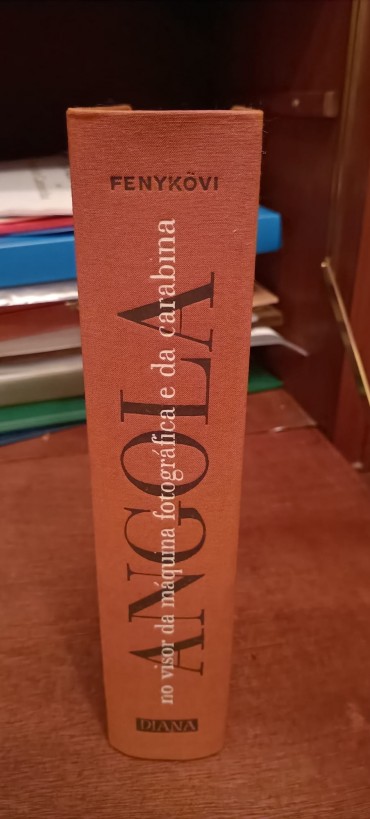 FENYKÖVI
ANGOLA
no visor da máquina fotográfica e da carabina
DIANA